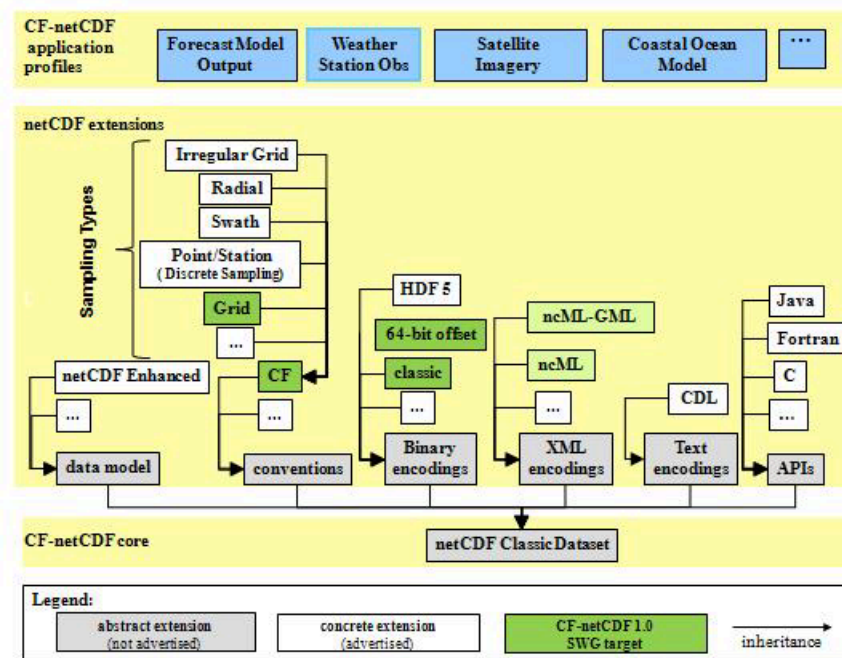 CF-netCDF
application
profiles
Forecast Model
Output
Weather
Station Obs
Satellite
Imagery
Coastal Ocean
Model
...
netCDF extensions
Sampling Types
Irregular Grid
Radial
Swath
Point/Station
( Discrete Sampling)
Grid
...
netCDF Enhanced
...
data model
CF
...
conventions
HDF 5
64-bit offset
classic
...
Binary
encodings
ncML-GML
ncML
...
XML
encodings
CDL
Text
encodings
Java
Fortran
C
...
APIs
CF-netCDF core
netCDF Classic Dataset
Legend:
abstract extension
(not advertised)
concrete extension
(advertised)
CF-netCDF 1.0
SWG target
inheritance